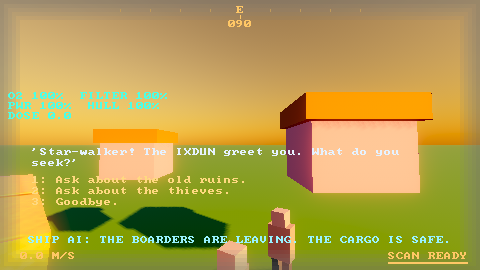 E
090
O2 100% FILTER 100%
PWR 100% HULL 100%
DOSE 0.0
'Star-walker! The IXDUN greet you. What do you
seek?'
1: Ask about the old ruins.
2: Ask about the thieves.
3: Goodbye.
SHIP AI: THE BOARDERS ARE LEAVING. THE CARGO IS SAFE.
0.0 M/S
SCAN READY